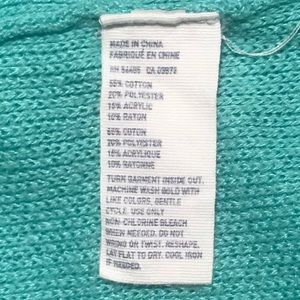 MADE IN CHINA
FABRIQUÉ EN CHINE
RN 54485 CA 09973
55% COTTON
20% POLYESTER
15% ACRYLIC
10% RAYON
55% COTON
20% POLYESTER
15% ACRYLIQUE
10% RAYONNE
TURN GARMENT INSIDE OUT.
MACHINE WASH COLD WITH
LIKE COLORS, GENTLE
CYCLE. USE ONLY
NON-CHLORINE BLEACH
WHEN NEEDED. DO NOT
WRING OR TWIST. RESHAPE,
LAY FLAT TO DRY. COOL IRON
IF NEEDED.